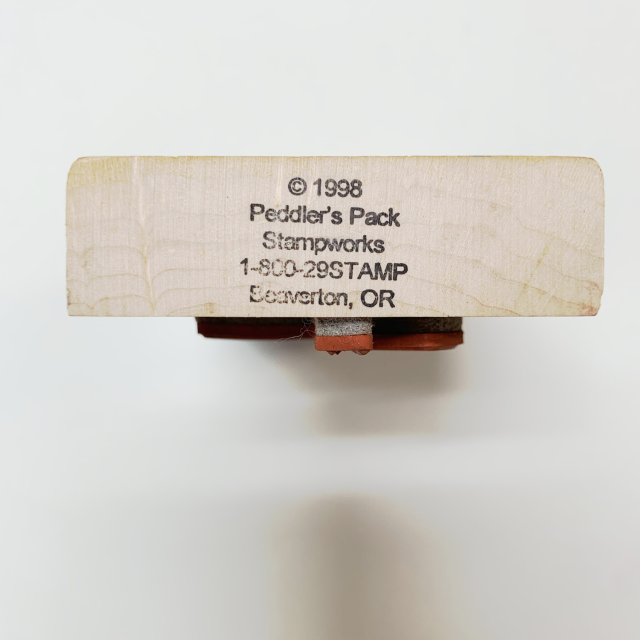 © 1998
Peddler's Pack
Stampworks
1-800-29STAMP
Beaverton, OR